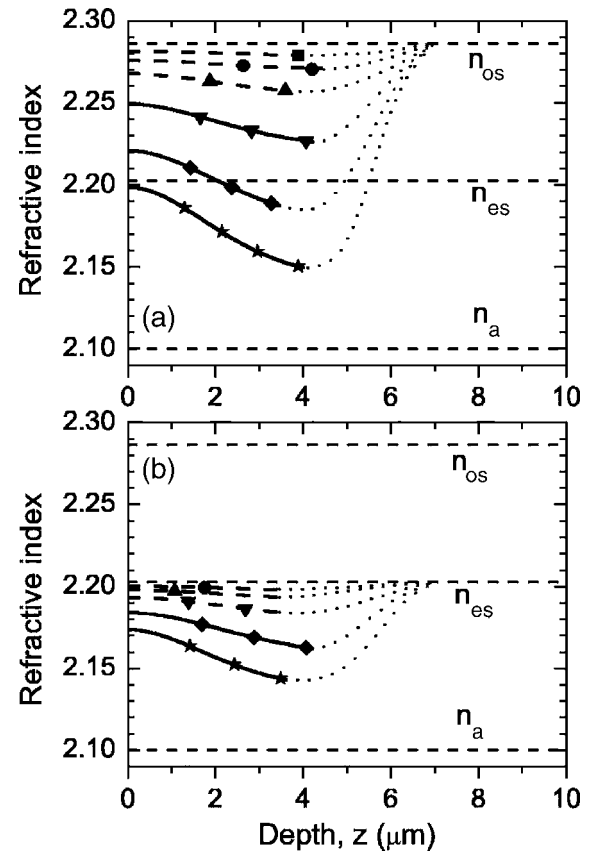 2.30
2.25
2.20
2.15
2.10
Refractive index
n_os
n_es
n_a
(a)
0 2 4 6 8 10
2.30
2.25
2.20
2.15
2.10
Refractive index
(b)
n_os
n_es
n_a
0 2 4 6 8 10
Depth, z (μm)